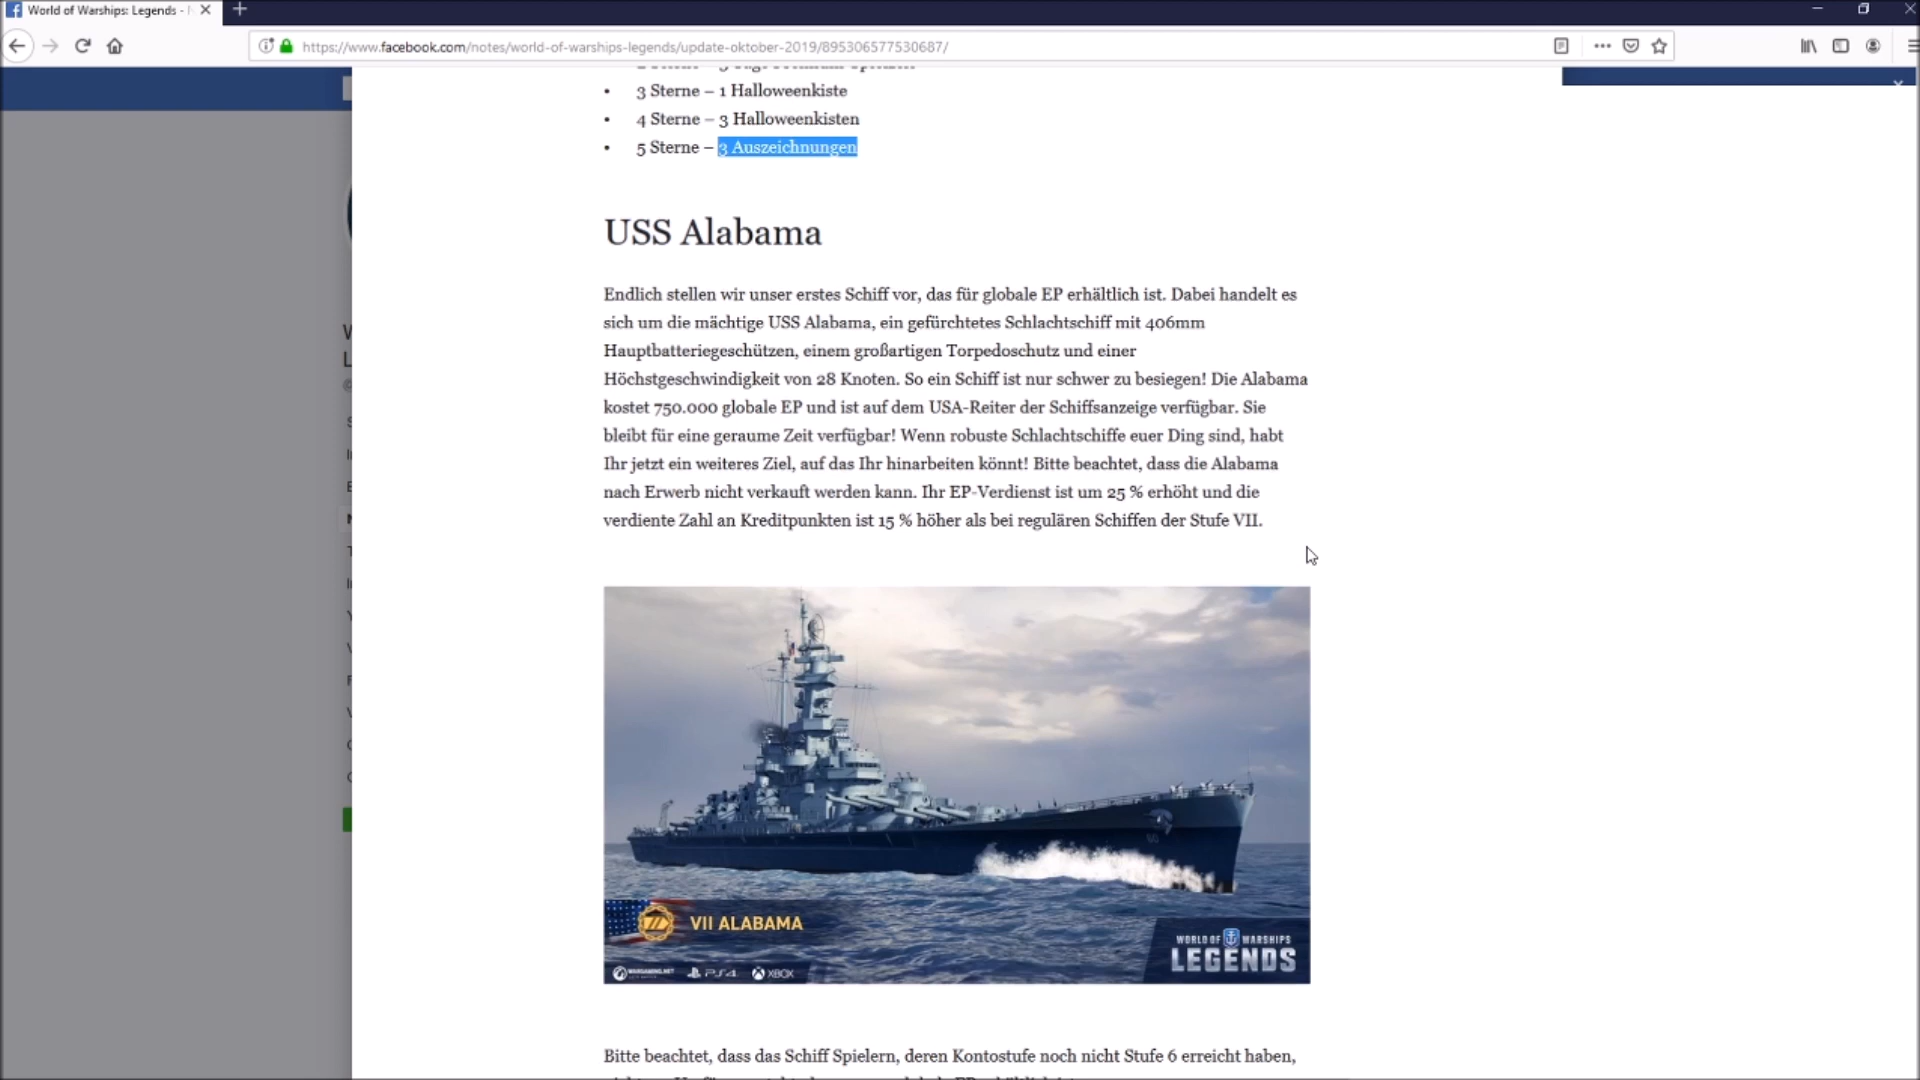 World of Warships: Legends -
https://www.facebook.com/notes/world-of-warships-legends/update-oktober-2019/895306577530687/
• 3 Sterne – 1 Halloweenkiste
• 4 Sterne – 3 Halloweenkisten
• 5 Sterne – 3 Auszeichnungen
USS Alabama
Endlich stellen wir unser erstes Schiff vor, das für globale EP erhältlich ist. Dabei handelt es
sich um die mächtige USS Alabama, ein gefürchtetes Schlachtschiff mit 406mm
Hauptbatteriegeschützen, einem großartigen Torpedoschutz und einer
Höchstgeschwindigkeit von 28 Knoten. So ein Schiff ist nur schwer zu besiegen! Die Alabama
kostet 750.000 globale EP und ist auf dem USA-Reiter der Schiffsanzeige verfügbar. Sie
bleibt für eine geraume Zeit verfügbar! Wenn robuste Schlachtschiffe euer Ding sind, habt
Ihr jetzt ein weiteres Ziel, auf das Ihr hinarbeiten könnt! Bitte beachtet, dass die Alabama
nach Erwerb nicht verkauft werden kann. Ihr EP-Verdienst ist um 25 % erhöht und die
verdiente Zahl an Kreditpunkten ist 15 % höher als bei regulären Schiffen der Stufe VII.
60
VII ALABAMA
WORLD OF WARSHIPS
LEGENDS
WARGAMING.NET PS4 XBOX
Bitte beachtet, dass das Schiff Spielern, deren Kontostufe noch nicht Stufe 6 erreicht haben,